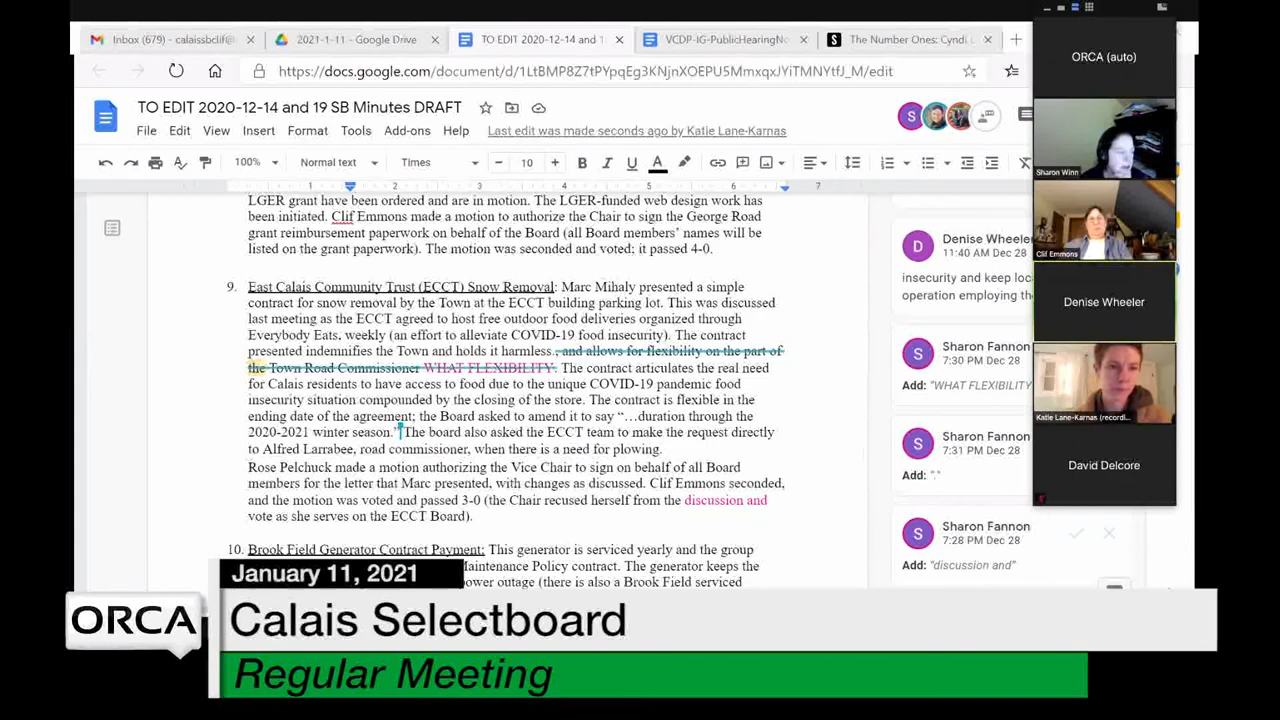 Inbox (679) - calaissbclif@
2021-1-11 - Google Drive
TO EDIT 2020-12-14 and 1
VCDP-IG-PublicHearingNo
The Number Ones: Cyndi L
https://docs.google.com/document/d/1LtBMP8Z7tPYpqEg3KNjnXOEPU5MmxqxJYiTMNYtfJ_M/edit
TO EDIT 2020-12-14 and 19 SB Minutes DRAFT
File Edit View Insert Format Tools Add-ons Help Last edit was made seconds ago by Katie Lane-Karnas
100% Normal text Times 10 B I U A
1 2 3 4 5 6 7
LGER grant have been ordered and are in motion. The LGER-funded web design work has
been initiated. Clif Emmons made a motion to authorize the Chair to sign the George Road
grant reimbursement paperwork on behalf of the Board (all Board members’ names will be
listed on the grant paperwork). The motion was seconded and voted; it passed 4-0.
9. East Calais Community Trust (ECCT) Snow Removal: Marc Mihaly presented a simple
contract for snow removal by the Town at the ECCT building parking lot. This was discussed
last meeting as the ECCT agreed to host free outdoor food deliveries organized through
Everybody Eats, weekly (an effort to alleviate COVID-19 food insecurity). The contract
presented indemnifies the Town and holds it harmless., and allows for flexibility on the part of
the Town Road Commissioner WHAT FLEXIBILITY. The contract articulates the real need
for Calais residents to have access to food due to the unique COVID-19 pandemic food
insecurity situation compounded by the closing of the store. The contract is flexible in the
ending date of the agreement; the Board asked to amend it to say “…duration through the
2020-2021 winter season.” The board also asked the ECCT team to make the request directly
to Alfred Larrabee, road commissioner, when there is a need for plowing.
Rose Pelchuck made a motion authorizing the Vice Chair to sign on behalf of all Board
members for the letter that Marc presented, with changes as discussed. Clif Emmons seconded,
and the motion was voted and passed 3-0 (the Chair recused herself from the discussion and
vote as she serves on the ECCT Board).
10. Brook Field Generator Contract Payment: This generator is serviced yearly and the group
Maintenance Policy contract. The generator keeps the
power outage (there is also a Brook Field serviced
D
Denise Wheeler
11:40 AM Dec 28
insecurity and keep loca
operation employing the
S
Sharon Fannon
7:30 PM Dec 28
Add: "WHAT FLEXIBILITY
S
Sharon Fannon
7:31 PM Dec 28
Add: "."
S
Sharon Fannon
7:28 PM Dec 28
Add: "discussion and"
S
ORCA (auto)
Sharon Winn
Clif Emmons
Denise Wheeler
Katie Lane-Karnas (recordi...
David Delcore
January 11, 2021
ORCA
Calais Selectboard
Regular Meeting